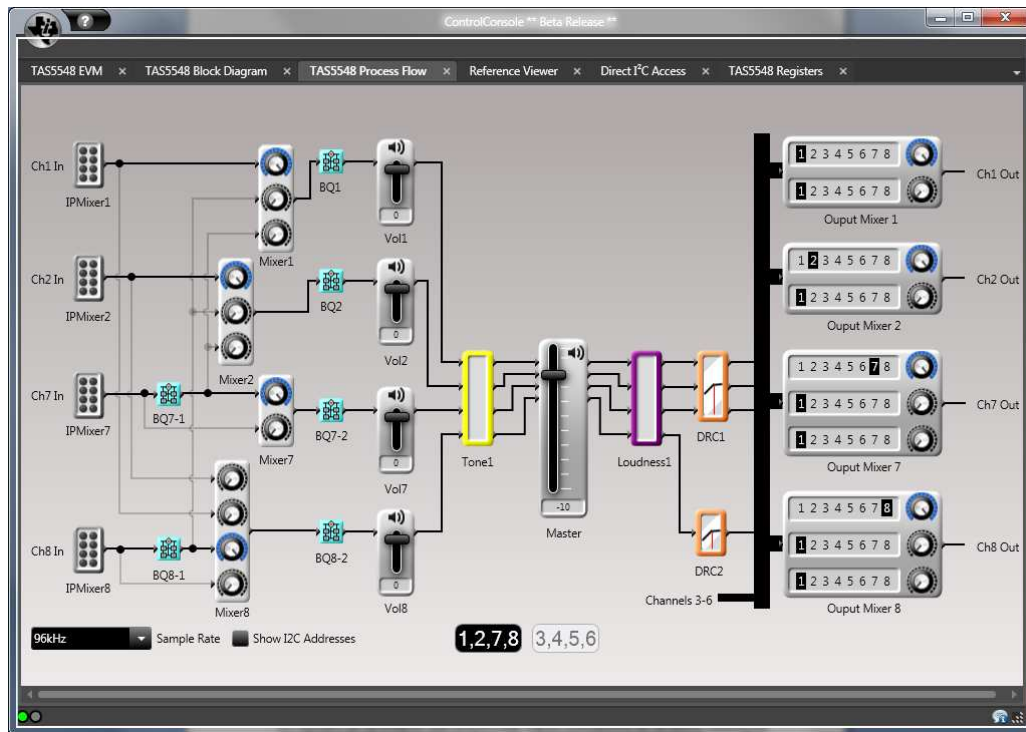 ControlConsole ** Beta Release **
?
TAS5548 EVM × TAS5548 Block Diagram × TAS5548 Process Flow × Reference Viewer × Direct I²C Access × TAS5548 Registers ×
Ch1 In
IPMixer1
Mixer1
BQ1
0
Vol1
Ch2 In
IPMixer2
Mixer2
BQ2
0
Vol2
Ch7 In
IPMixer7
BQ7-1
Mixer7
BQ7-2
0
Vol7
Ch8 In
IPMixer8
BQ8-1
Mixer8
BQ8-2
0
Vol8
Tone1
-10
Master
Loudness1
DRC1
DRC2
Channels 3-6
1 2 3 4 5 6 7 8
1 2 3 4 5 6 7 8
Ouput Mixer 1
Ch1 Out
1 2 3 4 5 6 7 8
1 2 3 4 5 6 7 8
Ouput Mixer 2
Ch2 Out
1 2 3 4 5 6 7 8
1 2 3 4 5 6 7 8
1 2 3 4 5 6 7 8
Ouput Mixer 7
Ch7 Out
1 2 3 4 5 6 7 8
1 2 3 4 5 6 7 8
1 2 3 4 5 6 7 8
Ouput Mixer 8
Ch8 Out
96kHz Sample Rate Show I2C Addresses
1,2,7,8 3,4,5,6